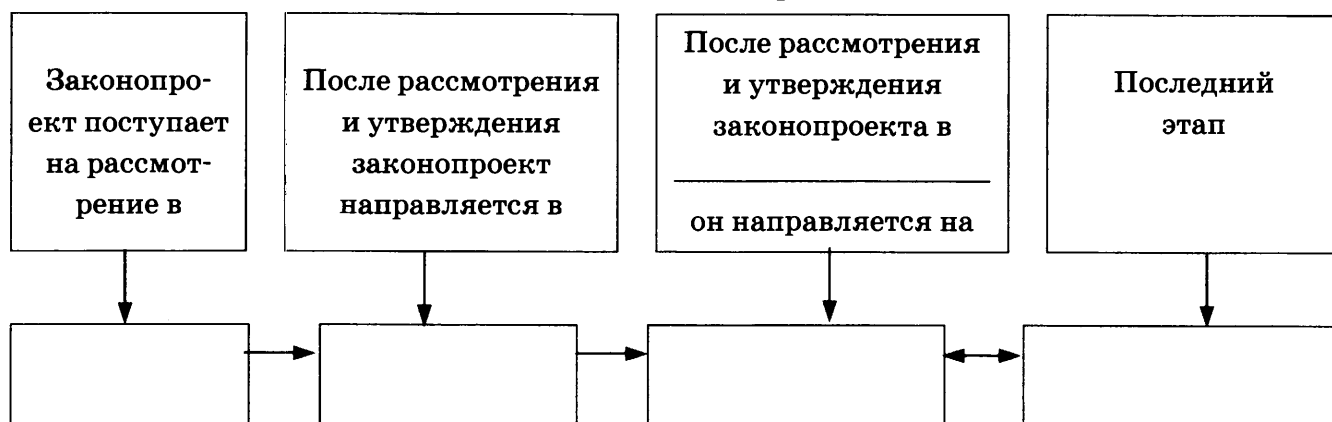 Законопро-
ект поступает
на рассмот-
рение в
После рассмотрения
и утверждения
законопроект
направляется в
После рассмотрения
и утверждения
законопроекта в
он направляется на
Последний
этап